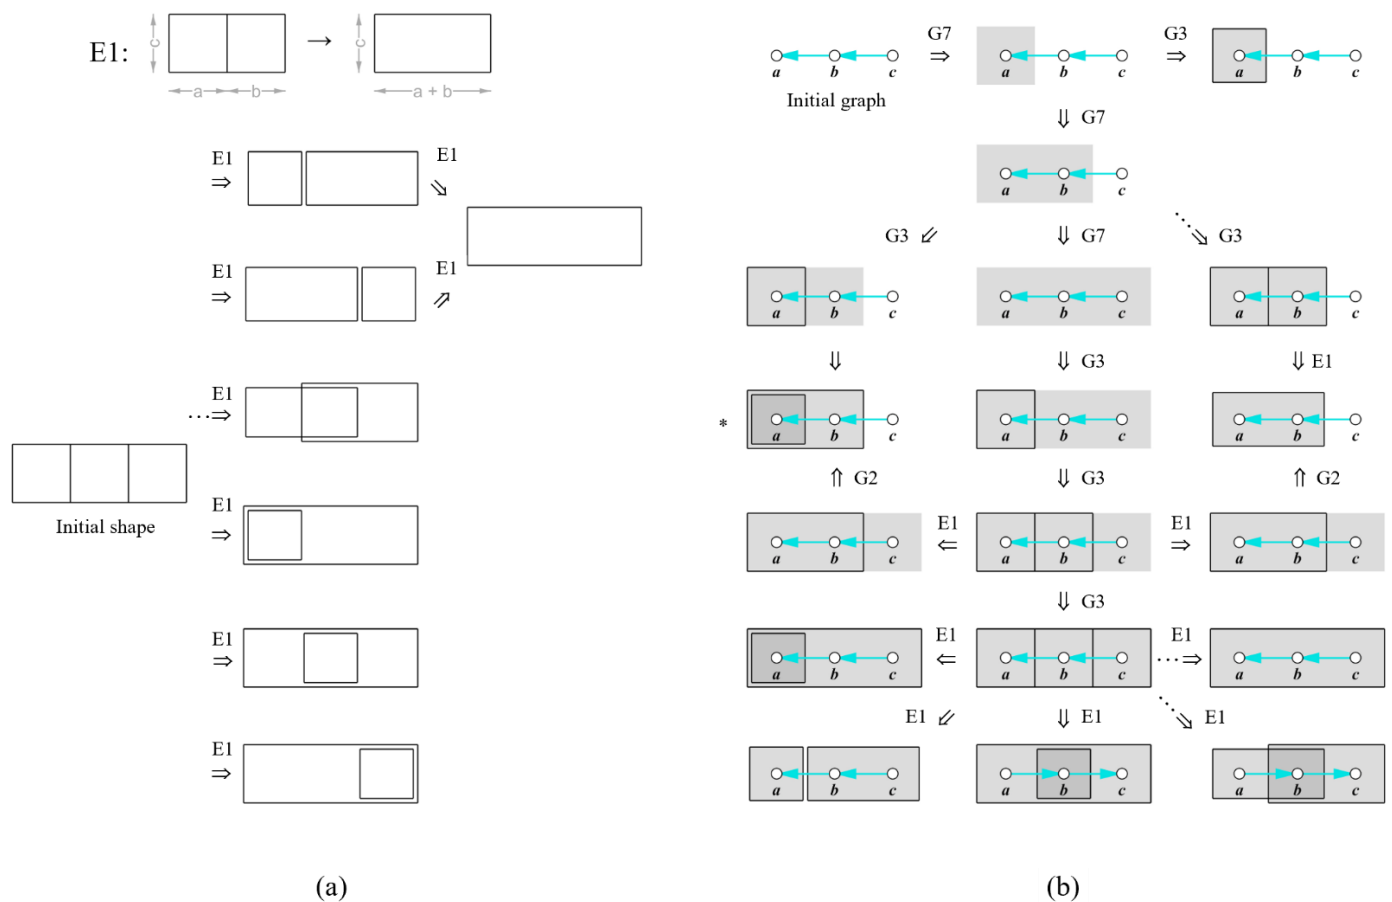 E1:
c
a
b
→
c
a + b
E1
⇒
E1
⇘
E1
⇒
E1
⇗
E1
···⇒
Initial shape
E1
⇒
E1
⇒
E1
⇒
(a)
a b c
Initial graph
G7
⇒
a b c
G3
⇒
a b c
⇓ G7
a b c
G3 ⇙
⇓ G7
⇘ G3
a b c
a b c
a b c
⇓
⇓ G3
⇓ E1
*
a b c
a b c
a b c
⇑ G2
⇓ G3
⇑ G2
a b c
E1
⇐
a b c
E1
⇒
a b c
⇓ G3
a b c
E1
⇐
a b c
E1
···⇒
a b c
E1 ⇙
⇓ E1
⇘ E1
a b c
a b c
a b c
(b)